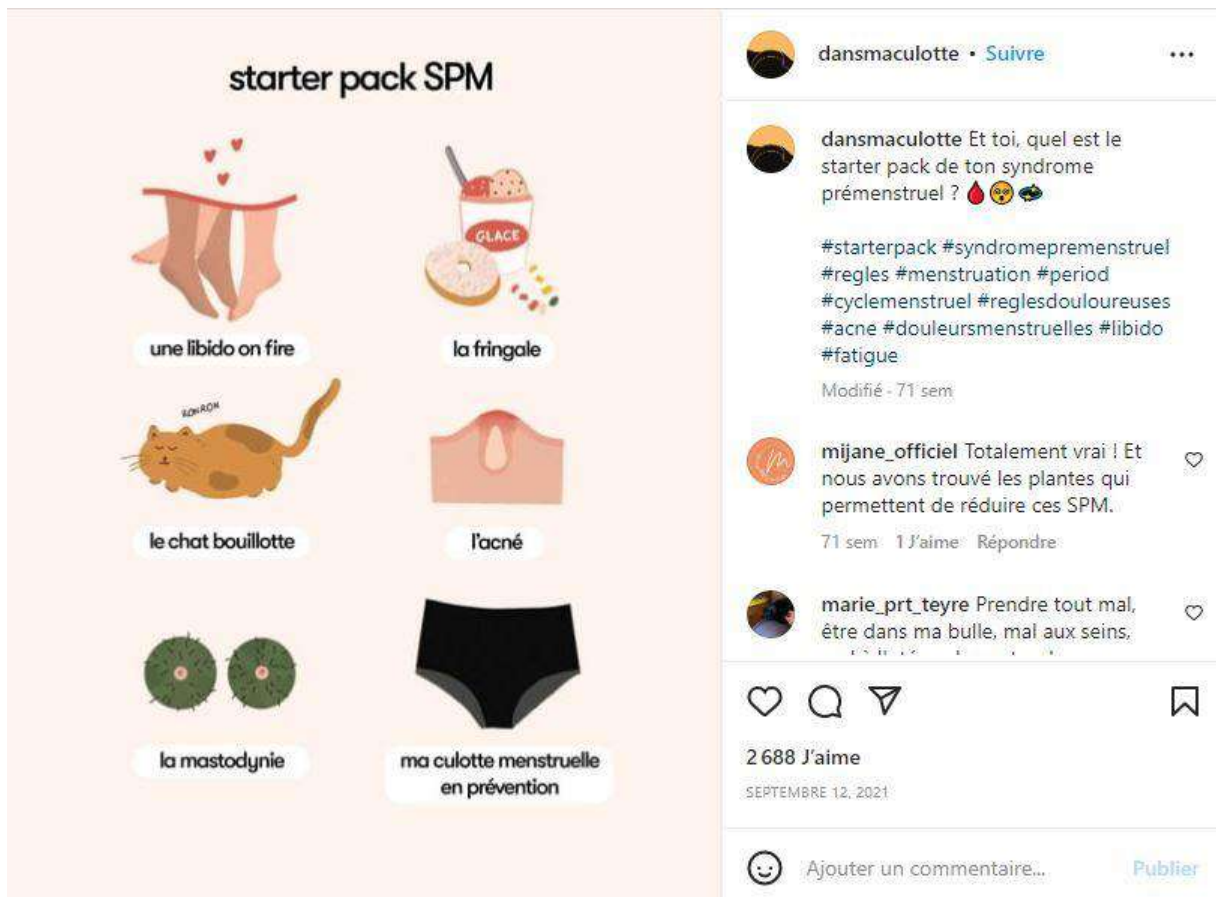 starter pack SPM
une libido on fire
GLACE
la fringale
RONRON
le chat bouillotte
l'acné
la mastodynie
ma culotte menstruelle
en prévention
dansmaculotte • Suivre
dansmaculotte Et toi, quel est le
starter pack de ton syndrome
prémenstruel ?
#starterpack #syndromepremenstruel
#regles #menstruation #period
#cyclemenstruel #reglesdouloureuses
#acne #douleursmenstruelles #libido
#fatigue
Modifié · 71 sem
mijane_officiel Totalement vrai ! Et
nous avons trouvé les plantes qui
permettent de réduire ces SPM.
71 sem 1 J'aime Répondre
marie_prt_teyre Prendre tout mal,
être dans ma bulle, mal aux seins,
2 688 J'aime
SEPTEMBRE 12, 2021
Ajouter un commentaire... Publier